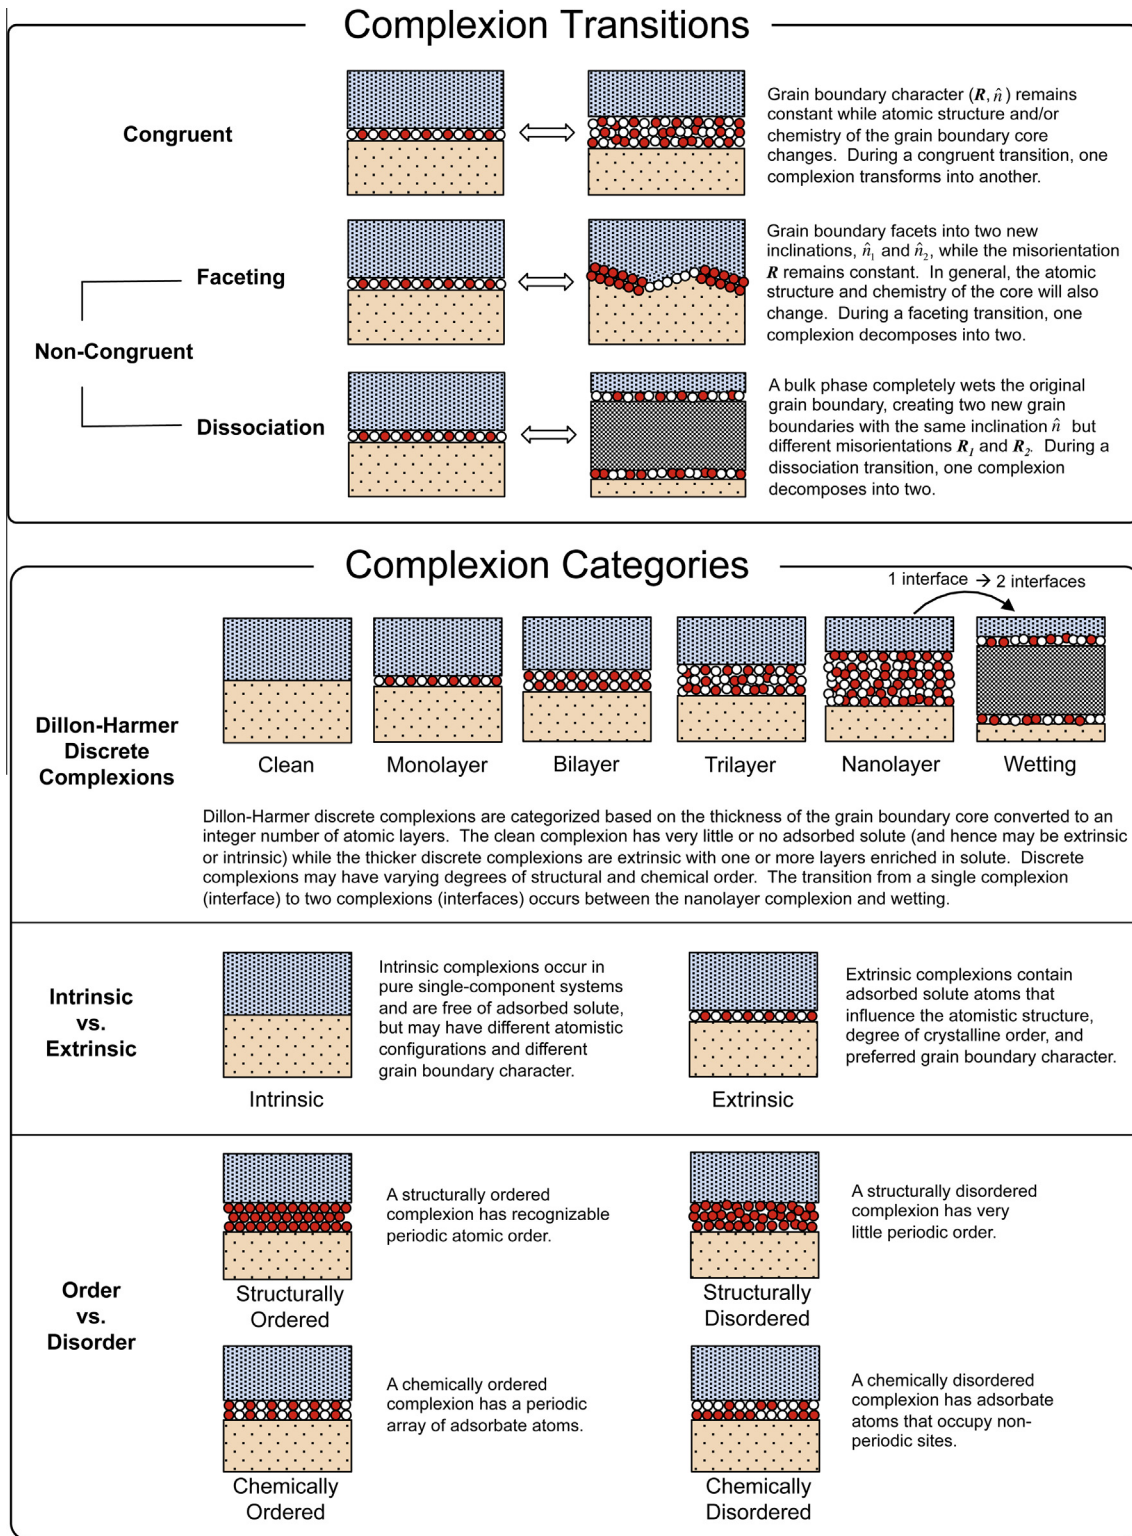 Complexion Transitions
Congruent
Grain boundary character (R, n̂) remains
constant while atomic structure and/or
chemistry of the grain boundary core
changes. During a congruent transition, one
complexion transforms into another.
Non-Congruent
Faceting
Grain boundary facets into two new
inclinations, n̂₁ and n̂₂, while the misorientation
R remains constant. In general, the atomic
structure and chemistry of the core will also
change. During a faceting transition, one
complexion decomposes into two.
Dissociation
A bulk phase completely wets the original
grain boundary, creating two new grain
boundaries with the same inclination n̂ but
different misorientations R₁ and R₂. During a
dissociation transition, one complexion
decomposes into two.
Complexion Categories
1 interface → 2 interfaces
Dillon-Harmer
Discrete
Complexions
Clean
Monolayer
Bilayer
Trilayer
Nanolayer
Wetting
Dillon-Harmer discrete complexions are categorized based on the thickness of the grain boundary core converted to an
integer number of atomic layers. The clean complexion has very little or no adsorbed solute (and hence may be extrinsic
or intrinsic) while the thicker discrete complexions are extrinsic with one or more layers enriched in solute. Discrete
complexions may have varying degrees of structural and chemical order. The transition from a single complexion
(interface) to two complexions (interfaces) occurs between the nanolayer complexion and wetting.
Intrinsic
vs.
Extrinsic
Intrinsic complexions occur in
pure single-component systems
and are free of adsorbed solute,
but may have different atomistic
configurations and different
grain boundary character.
Intrinsic
Extrinsic complexions contain
adsorbed solute atoms that
influence the atomistic structure,
degree of crystalline order, and
preferred grain boundary character.
Extrinsic
Order
vs.
Disorder
A structurally ordered
complexion has recognizable
periodic atomic order.
Structurally
Ordered
A structurally disordered
complexion has very
little periodic order.
Structurally
Disordered
A chemically ordered
complexion has a periodic
array of adsorbate atoms.
Chemically
Ordered
A chemically disordered
complexion has adsorbate
atoms that occupy non-
periodic sites.
Chemically
Disordered